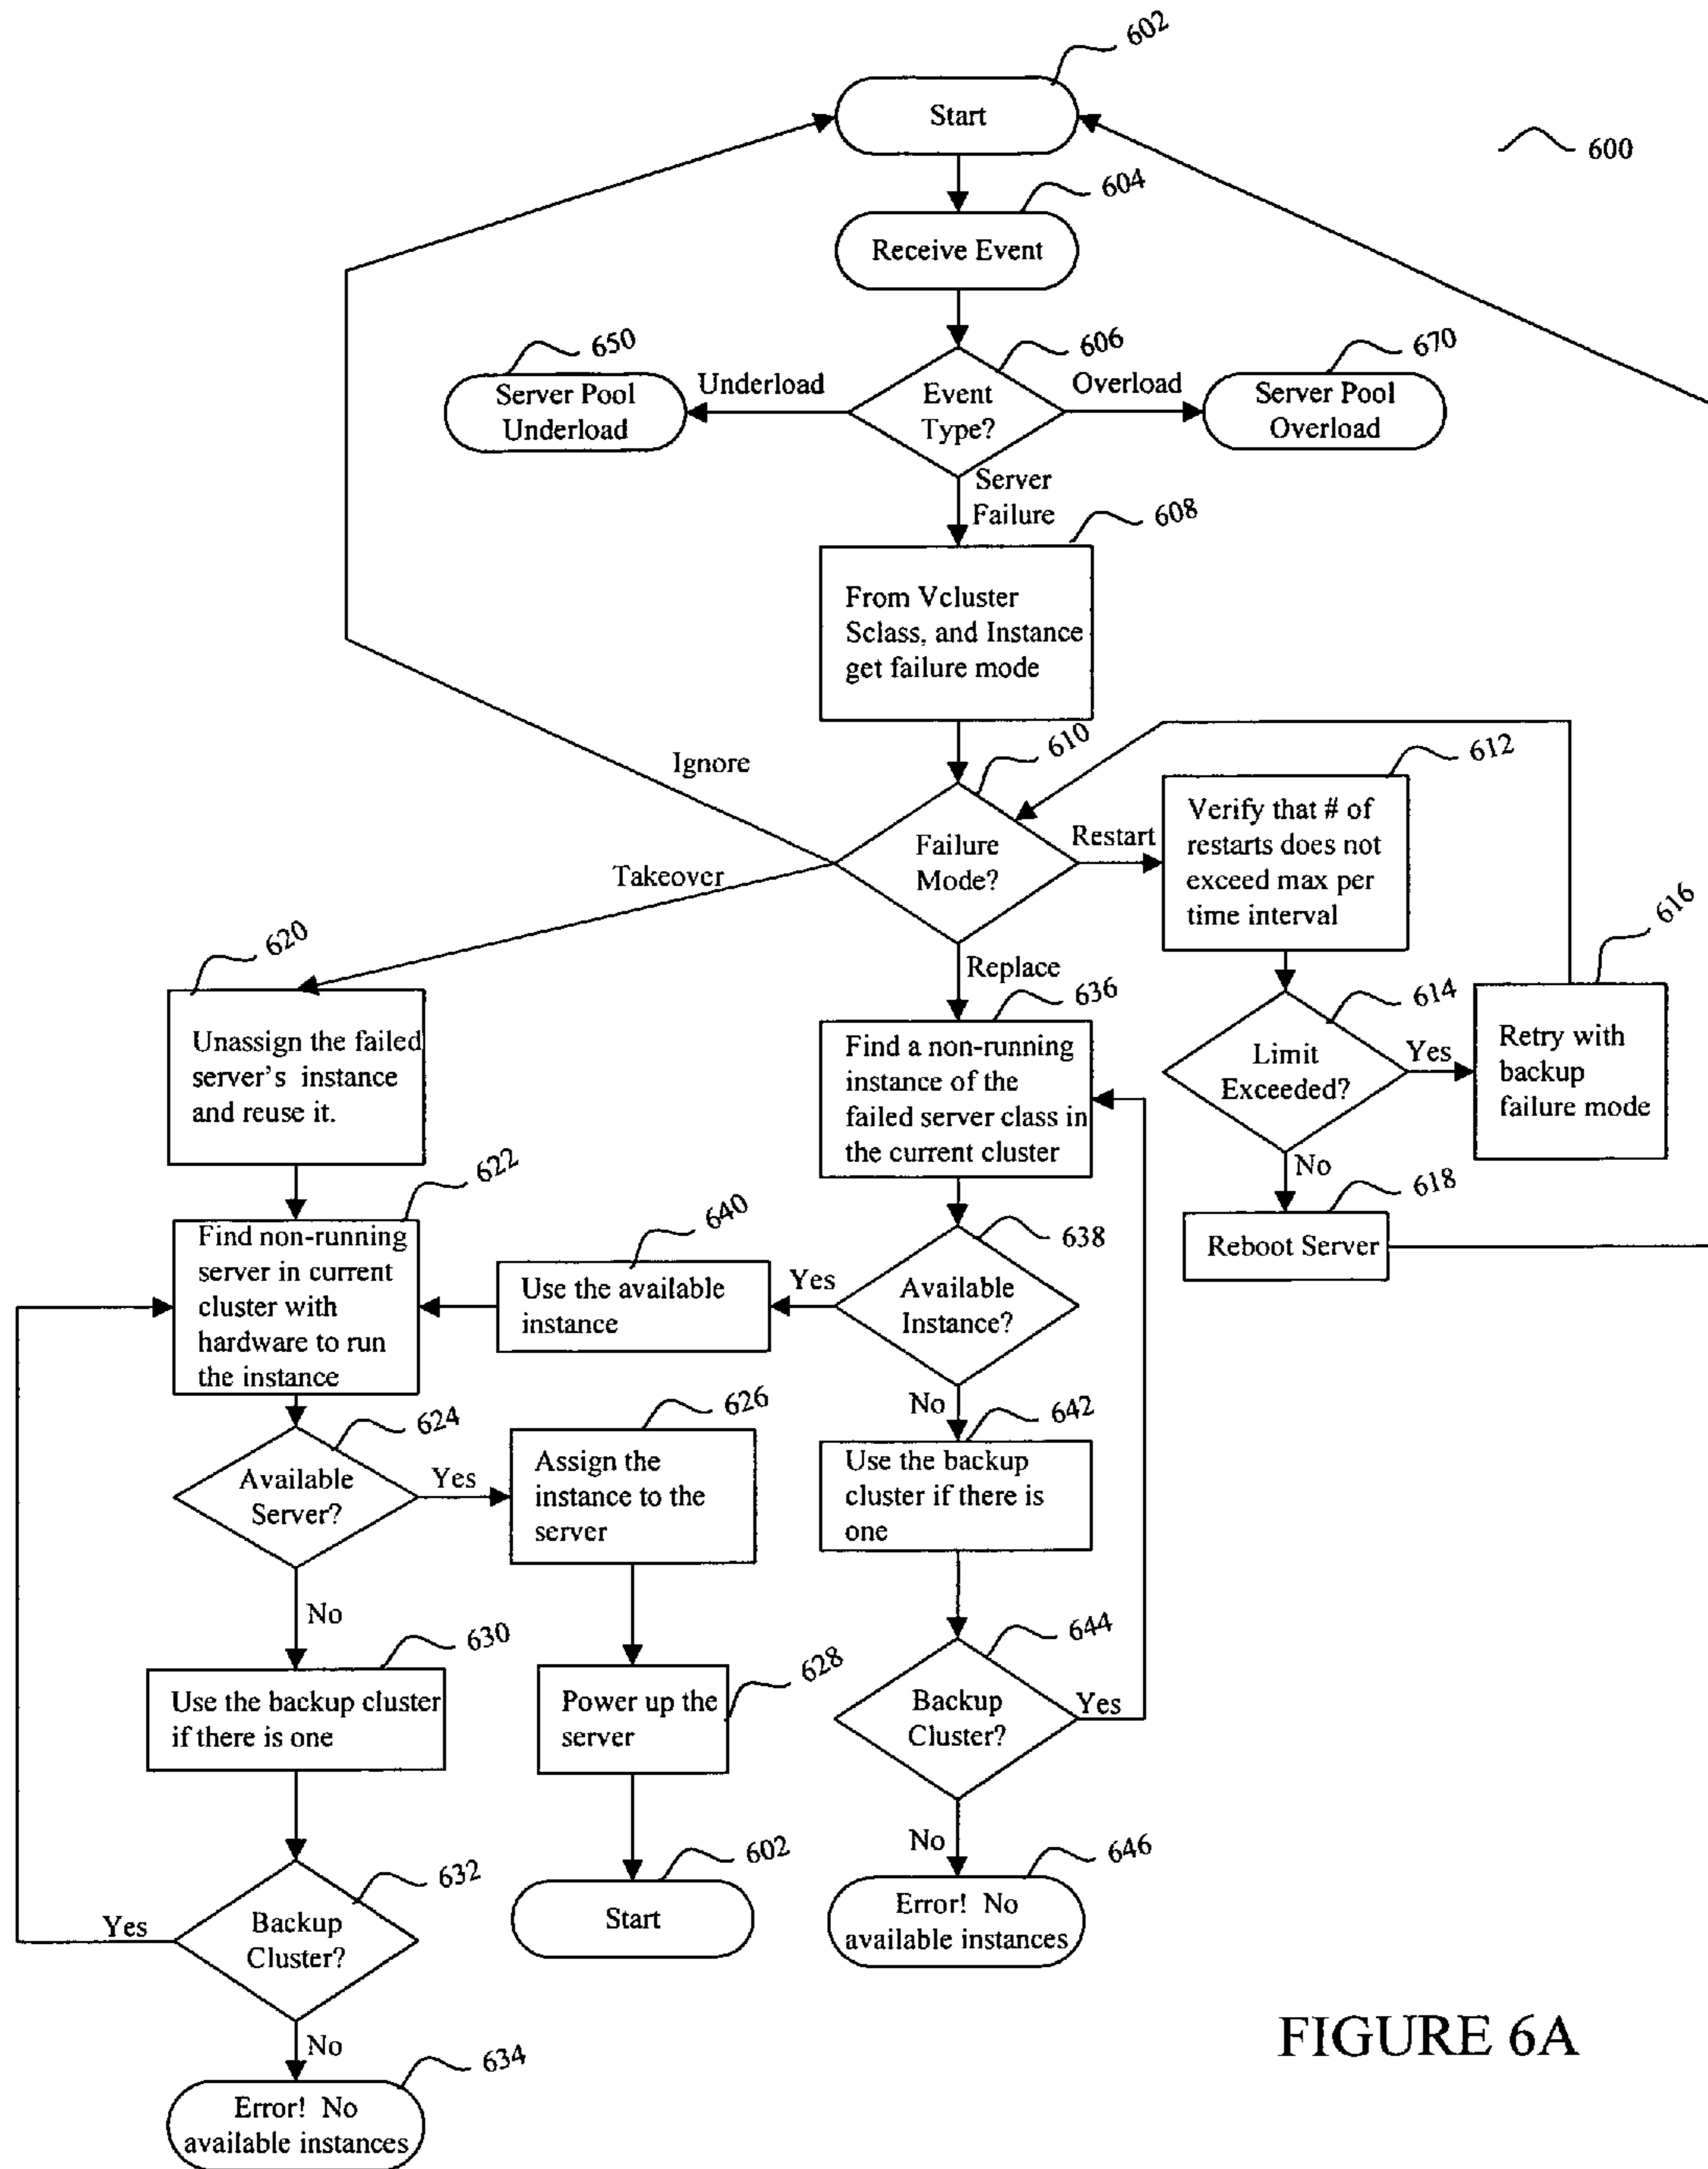 602
Start
600
604
Receive Event
650
606
670
Underload
Overload
Server Pool
Underload
Event
Type?
Server Pool
Overload
Server
Failure
608
From Vcluster
Sclass, and Instance
get failure mode
610
612
Ignore
Verify that # of
restarts does not
exceed max per
time interval
Failure
Mode?
Restart
Takeover
616
620
Replace
636
614
Unassign the failed
server's instance
and reuse it.
Find a non-running
instance of the
failed server class in
the current cluster
Limit
Exceeded?
Yes
Retry with
backup
failure mode
No
622
618
Reboot Server
640
638
Find non-running
server in current
cluster with
hardware to run
the instance
Use the available
instance
Yes
Available
Instance?
No
624
626
642
Available
Server?
Yes
Assign the
instance to the
server
Use the backup
cluster if there is
one
No
630
644
Use the backup cluster
if there is one
628
Power up the
server
Backup
Cluster?
Yes
No
632
602
646
Yes
Backup
Cluster?
Start
Error! No
available instances
No
634
Error! No
available instances
FIGURE 6A